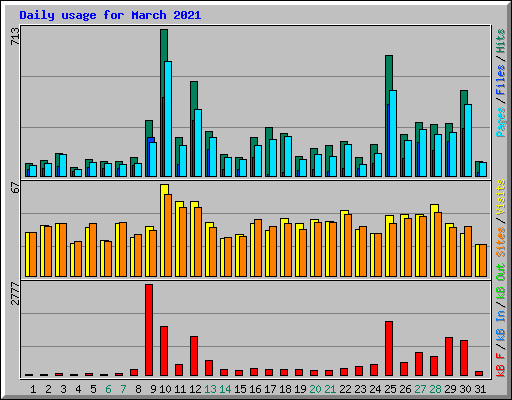 Daily usage for March 2021
713
Pages / Files / Hits
67
Sites / Visits
2777
kB F / kB In / kB Out
1 2 3 4 5 6 7 8 9 10 11 12 13 14 15 16 17 18 19 20 21 22 23 24 25 26 27 28 29 30 31